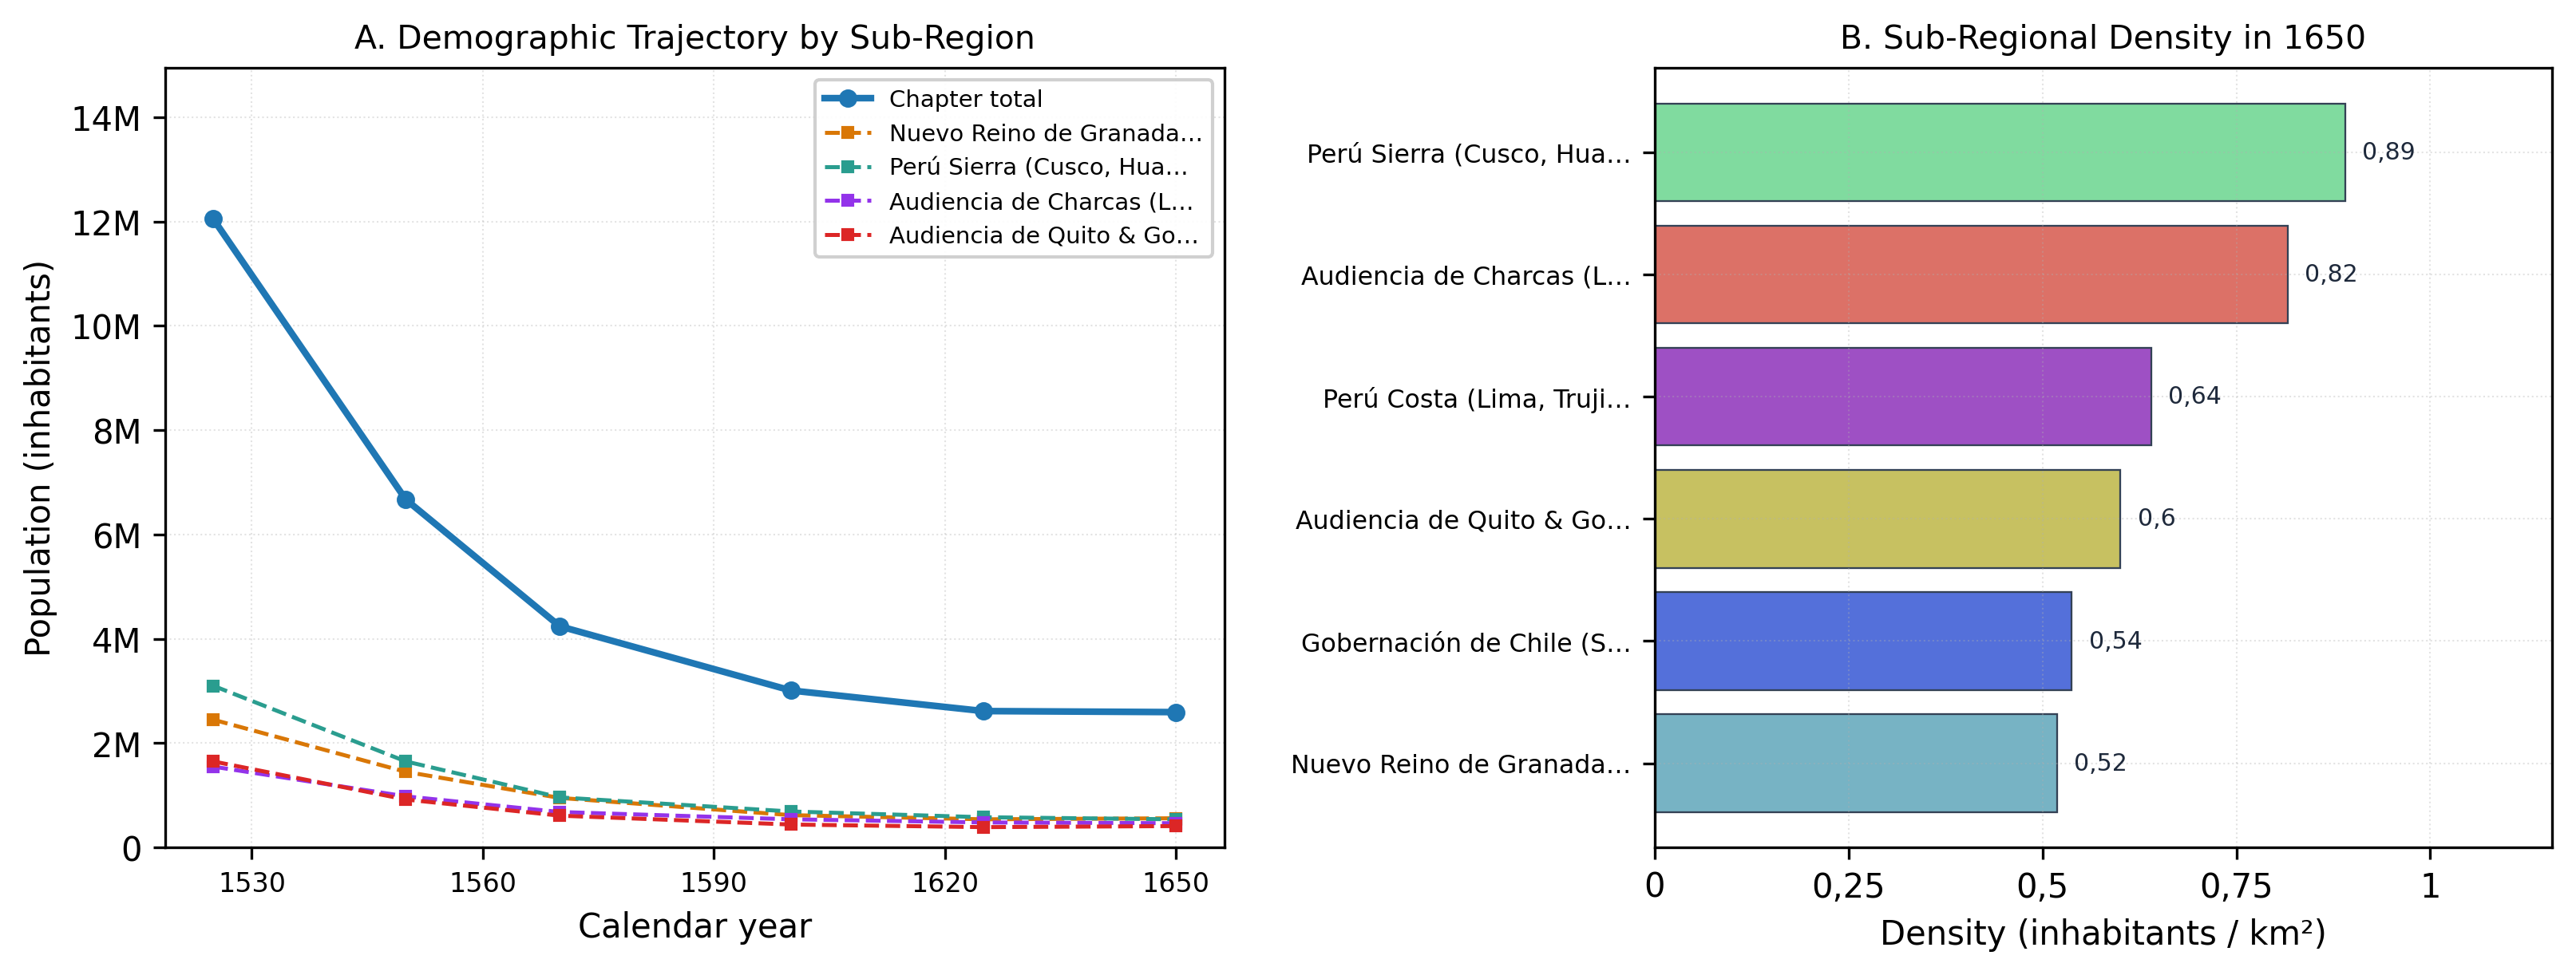 A. Demographic Trajectory by Sub-Region
Population (inhabitants)
14M
12M
10M
8M
6M
4M
2M
0
Chapter total
Nuevo Reino de Granada…
Perú Sierra (Cusco, Hua…
Audiencia de Charcas (L…
Audiencia de Quito & Go…
1530
1560
1590
1620
1650
Calendar year
B. Sub-Regional Density in 1650
Perú Sierra (Cusco, Hua… 0,89
Audiencia de Charcas (L… 0,82
Perú Costa (Lima, Truji… 0,64
Audiencia de Quito & Go… 0,6
Gobernación de Chile (S… 0,54
Nuevo Reino de Granada… 0,52
0
0,25
0,5
0,75
1
Density (inhabitants / km²)